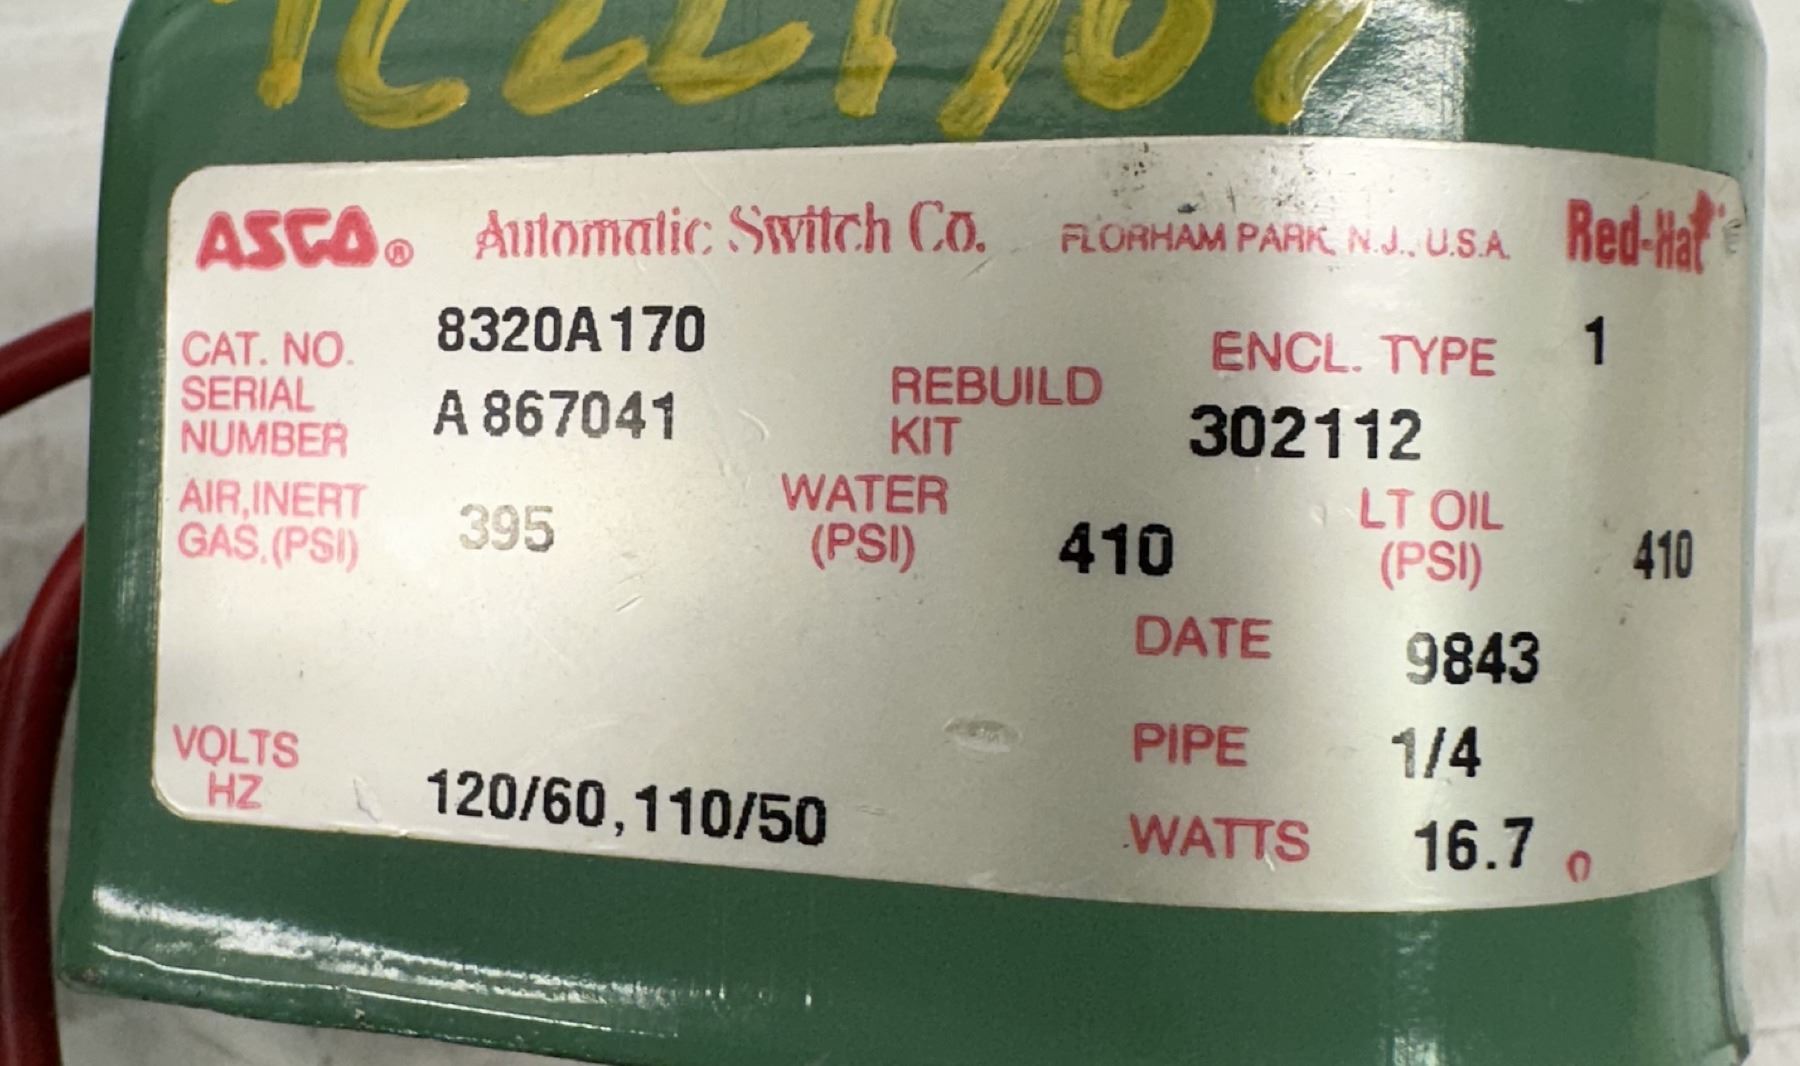 ASCO® Automatic Switch Co. FLORHAM PARK, N.J., U.S.A. Red-Hat
CAT. NO. 8320A170 ENCL. TYPE 1
SERIAL NUMBER A 867041 REBUILD KIT 302112
AIR,INERT GAS.(PSI) 395 WATER (PSI) 410 LT OIL (PSI) 410
DATE 9843
PIPE 1/4
VOLTS HZ 120/60,110/50 WATTS 16.7